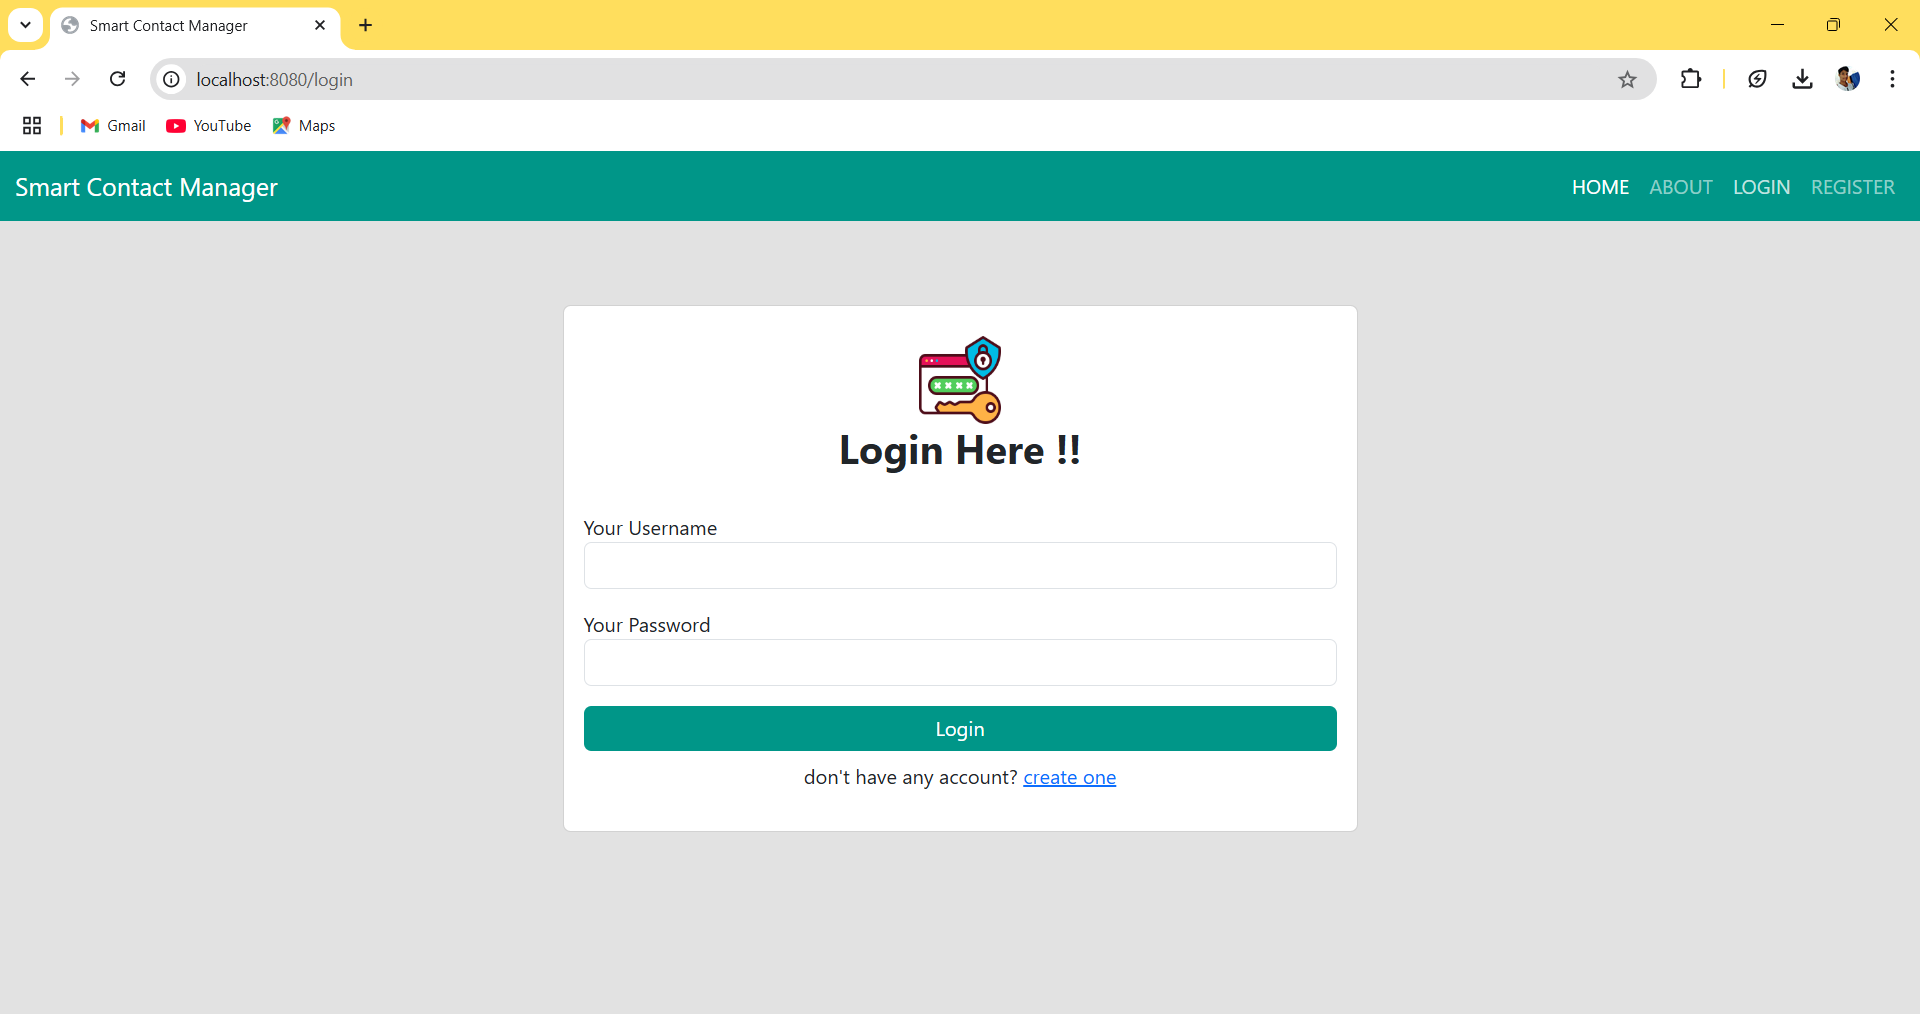 Smart Contact Manager
localhost:8080/login
Gmail YouTube Maps
Smart Contact Manager HOME ABOUT LOGIN REGISTER
Login Here !!
Your Username
Your Password
Login
don't have any account? create one